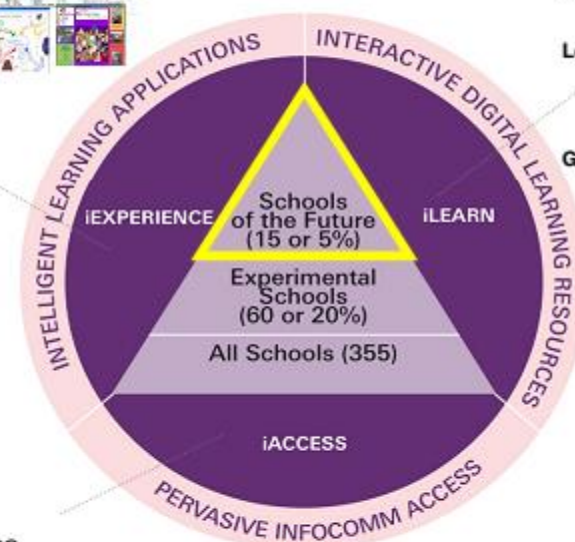 INTELLIGENT LEARNING APPLICATIONS
INTERACTIVE DIGITAL LEARNING RESOURCES
iEXPERIENCE
iLEARN
Schools
of the Future
(15 or 5%)
Experimental
Schools
(60 or 20%)
All Schools (355)
iACCESS
PERVASIVE INFOCOMM ACCESS